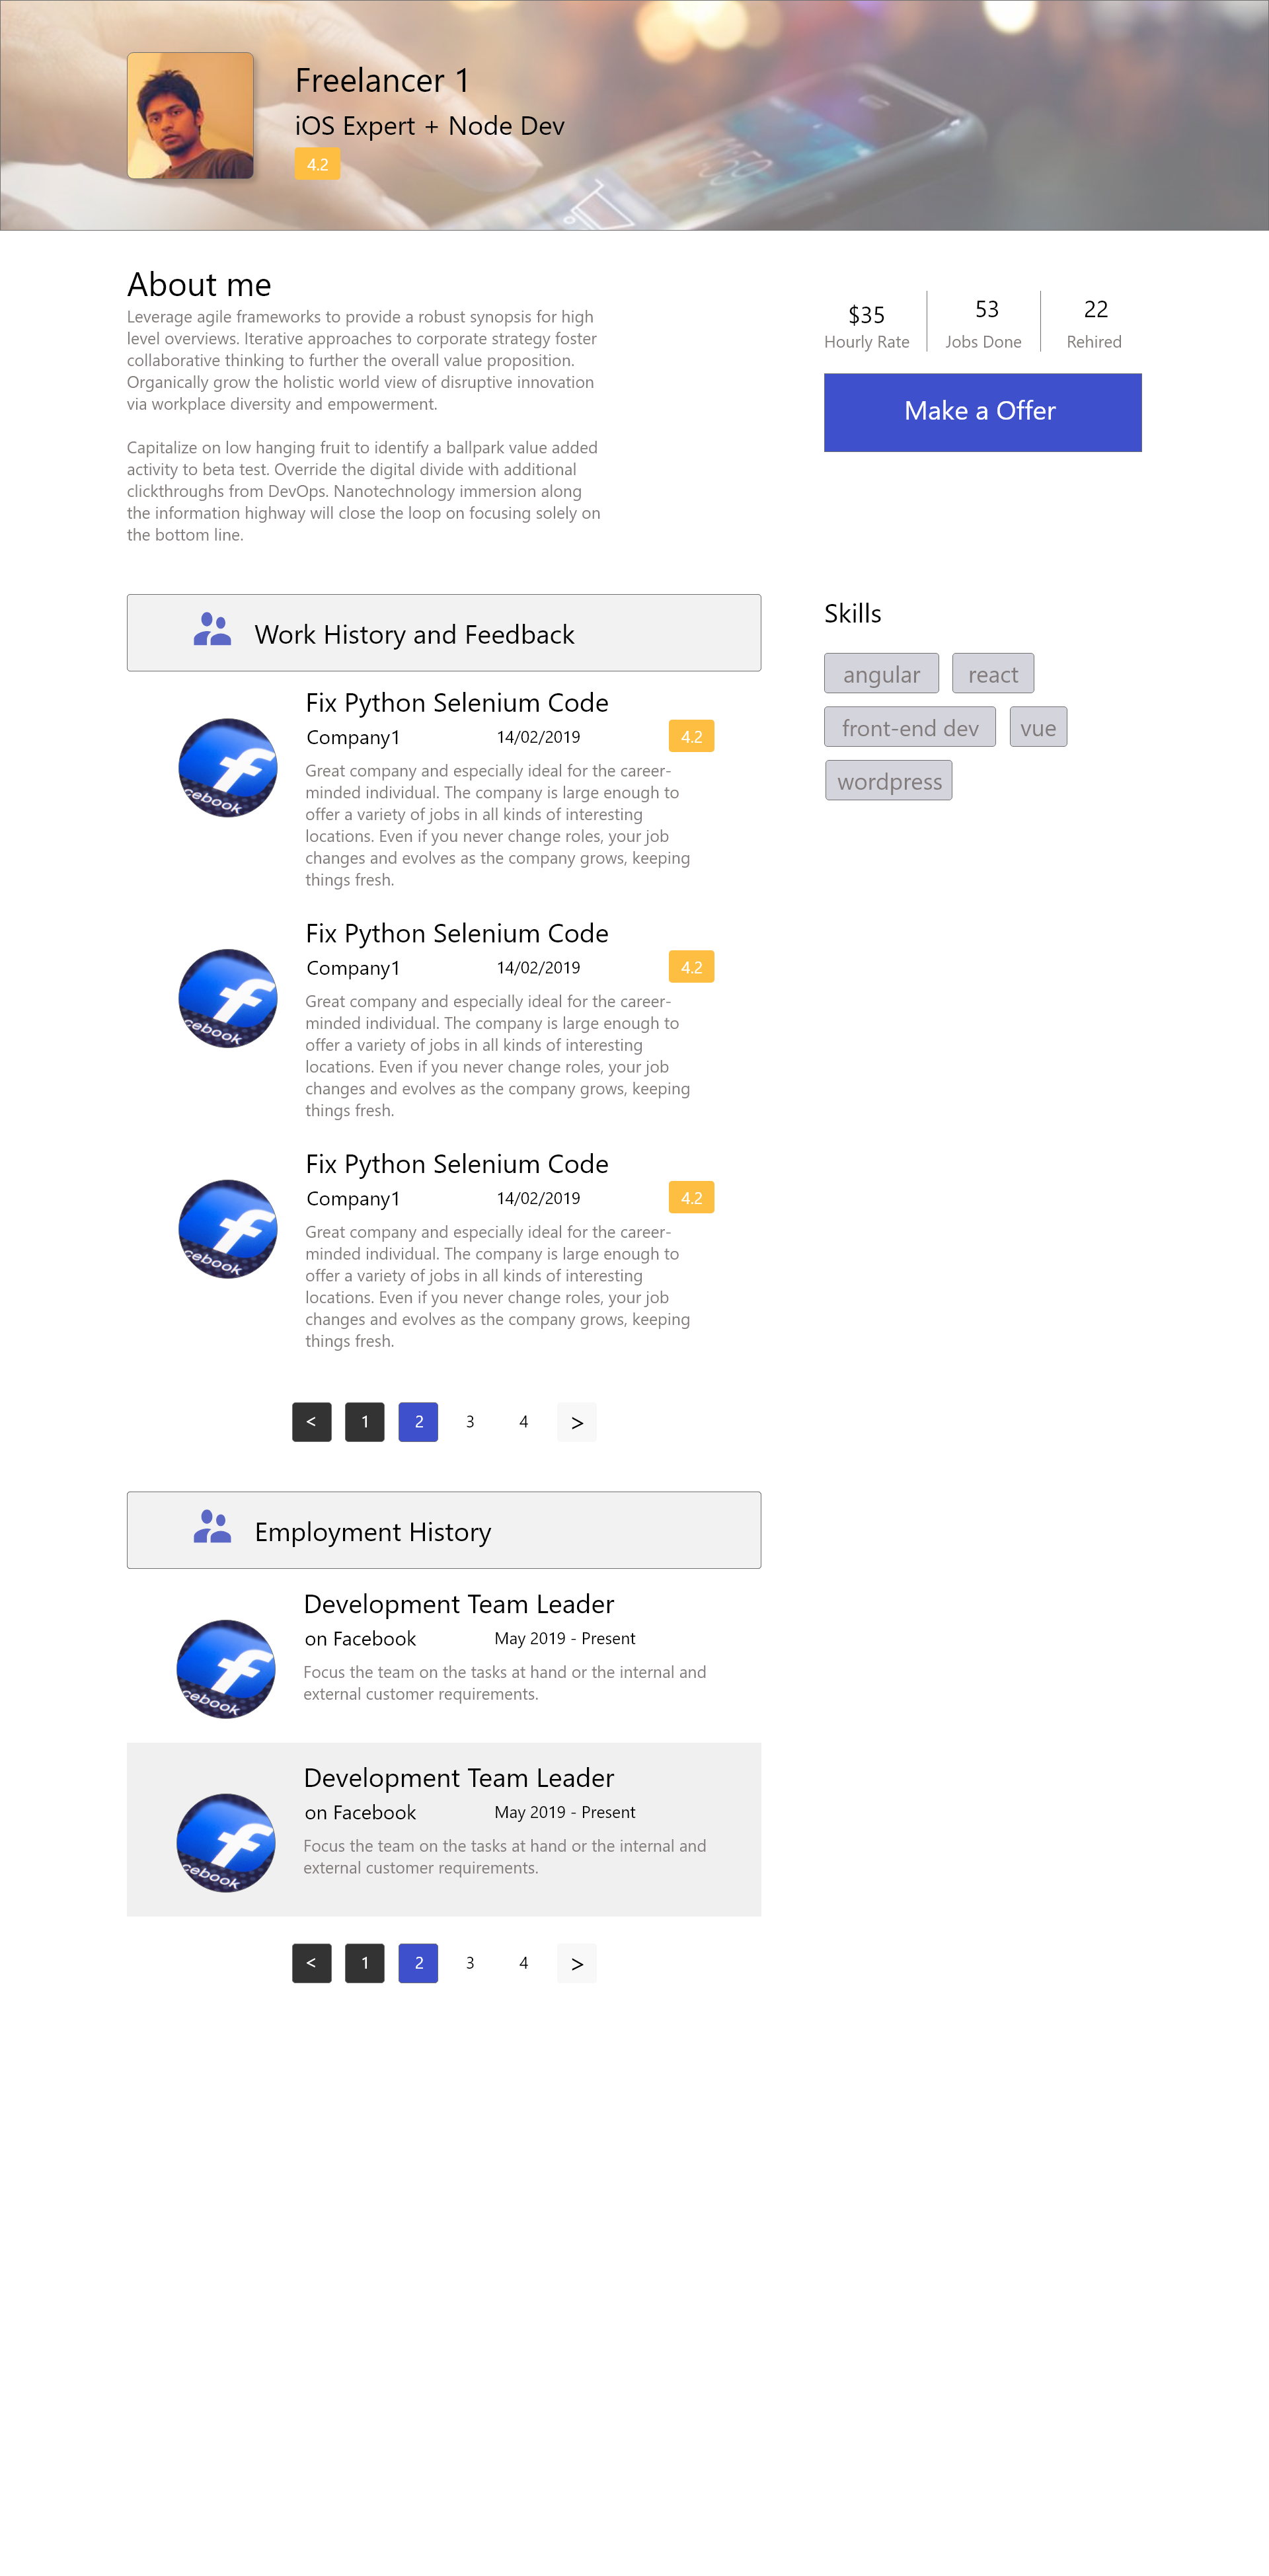 Freelancer 1
iOS Expert + Node Dev
4.2
About me
Leverage agile frameworks to provide a robust synopsis for high
level overviews. Iterative approaches to corporate strategy foster
collaborative thinking to further the overall value proposition.
Organically grow the holistic world view of disruptive innovation
via workplace diversity and empowerment.
Capitalize on low hanging fruit to identify a ballpark value added
activity to beta test. Override the digital divide with additional
clickthroughs from DevOps. Nanotechnology immersion along
the information highway will close the loop on focusing solely on
the bottom line.
$35 53 22
Hourly Rate Jobs Done Rehired
Make a Offer
Work History and Feedback
Fix Python Selenium Code
Company1 14/02/2019 4.2
Great company and especially ideal for the career-
minded individual. The company is large enough to
offer a variety of jobs in all kinds of interesting
locations. Even if you never change roles, your job
changes and evolves as the company grows, keeping
things fresh.
cebook
Fix Python Selenium Code
Company1 14/02/2019 4.2
Great company and especially ideal for the career-
minded individual. The company is large enough to
offer a variety of jobs in all kinds of interesting
locations. Even if you never change roles, your job
changes and evolves as the company grows, keeping
things fresh.
cebook
Fix Python Selenium Code
Company1 14/02/2019 4.2
Great company and especially ideal for the career-
minded individual. The company is large enough to
offer a variety of jobs in all kinds of interesting
locations. Even if you never change roles, your job
changes and evolves as the company grows, keeping
things fresh.
cebook
< 1 2 3 4 >
Skills
angular react
front-end dev vue
wordpress
Employment History
Development Team Leader
on Facebook May 2019 - Present
Focus the team on the tasks at hand or the internal and
external customer requirements.
cebook
Development Team Leader
on Facebook May 2019 - Present
Focus the team on the tasks at hand or the internal and
external customer requirements.
cebook
< 1 2 3 4 >